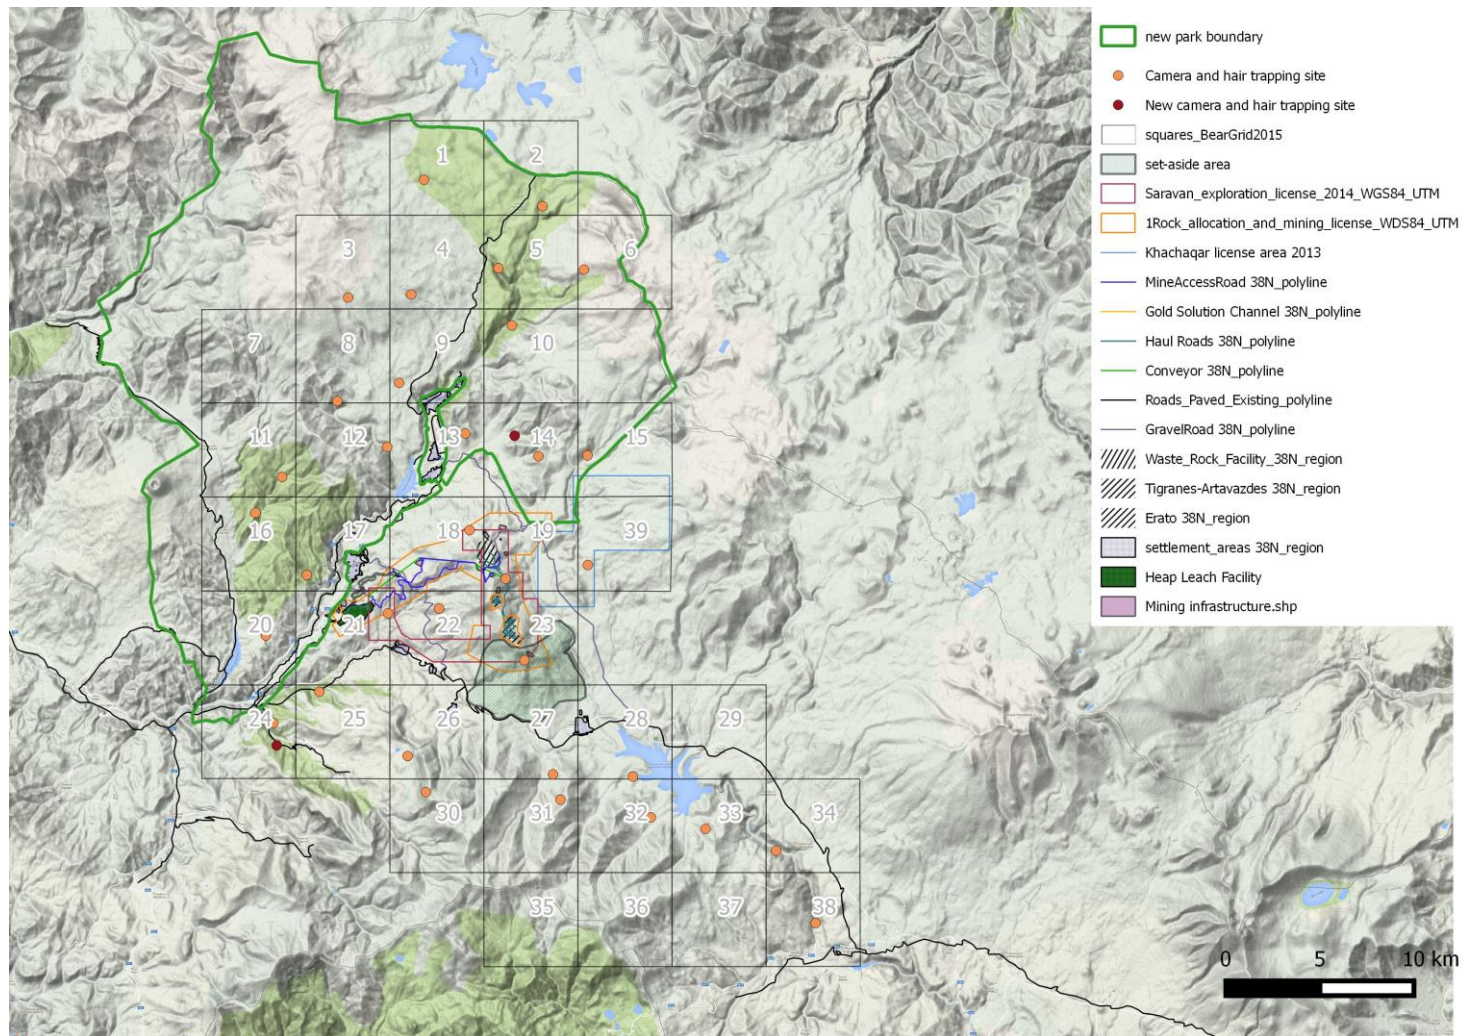 new park boundary
Camera and hair trapping site
New camera and hair trapping site
squares_BearGrid2015
set-aside area
Saravan_exploration_license_2014_WGS84_UTM
1Rock_allocation_and_mining_license_WDS84_UTM
Khachaqar license area 2013
MineAccessRoad 38N_polyline
Gold Solution Channel 38N_polyline
Haul Roads 38N_polyline
Conveyor 38N_polyline
Roads_Paved_Existing_polyline
GravelRoad 38N_polyline
Waste_Rock_Facility_38N_region
Tigranes-Artavazdes 38N_region
Erato 38N_region
settlement_areas 38N_region
Heap Leach Facility
Mining infrastructure.shp
1 2
3 4 5 6
7 8 9 10
11 12 13 14 15
16 17 18 19 39
20 21 22 23
24 25 26 27 28 29
30 31 32 33 34
35 36 37 38
0 5 10 km